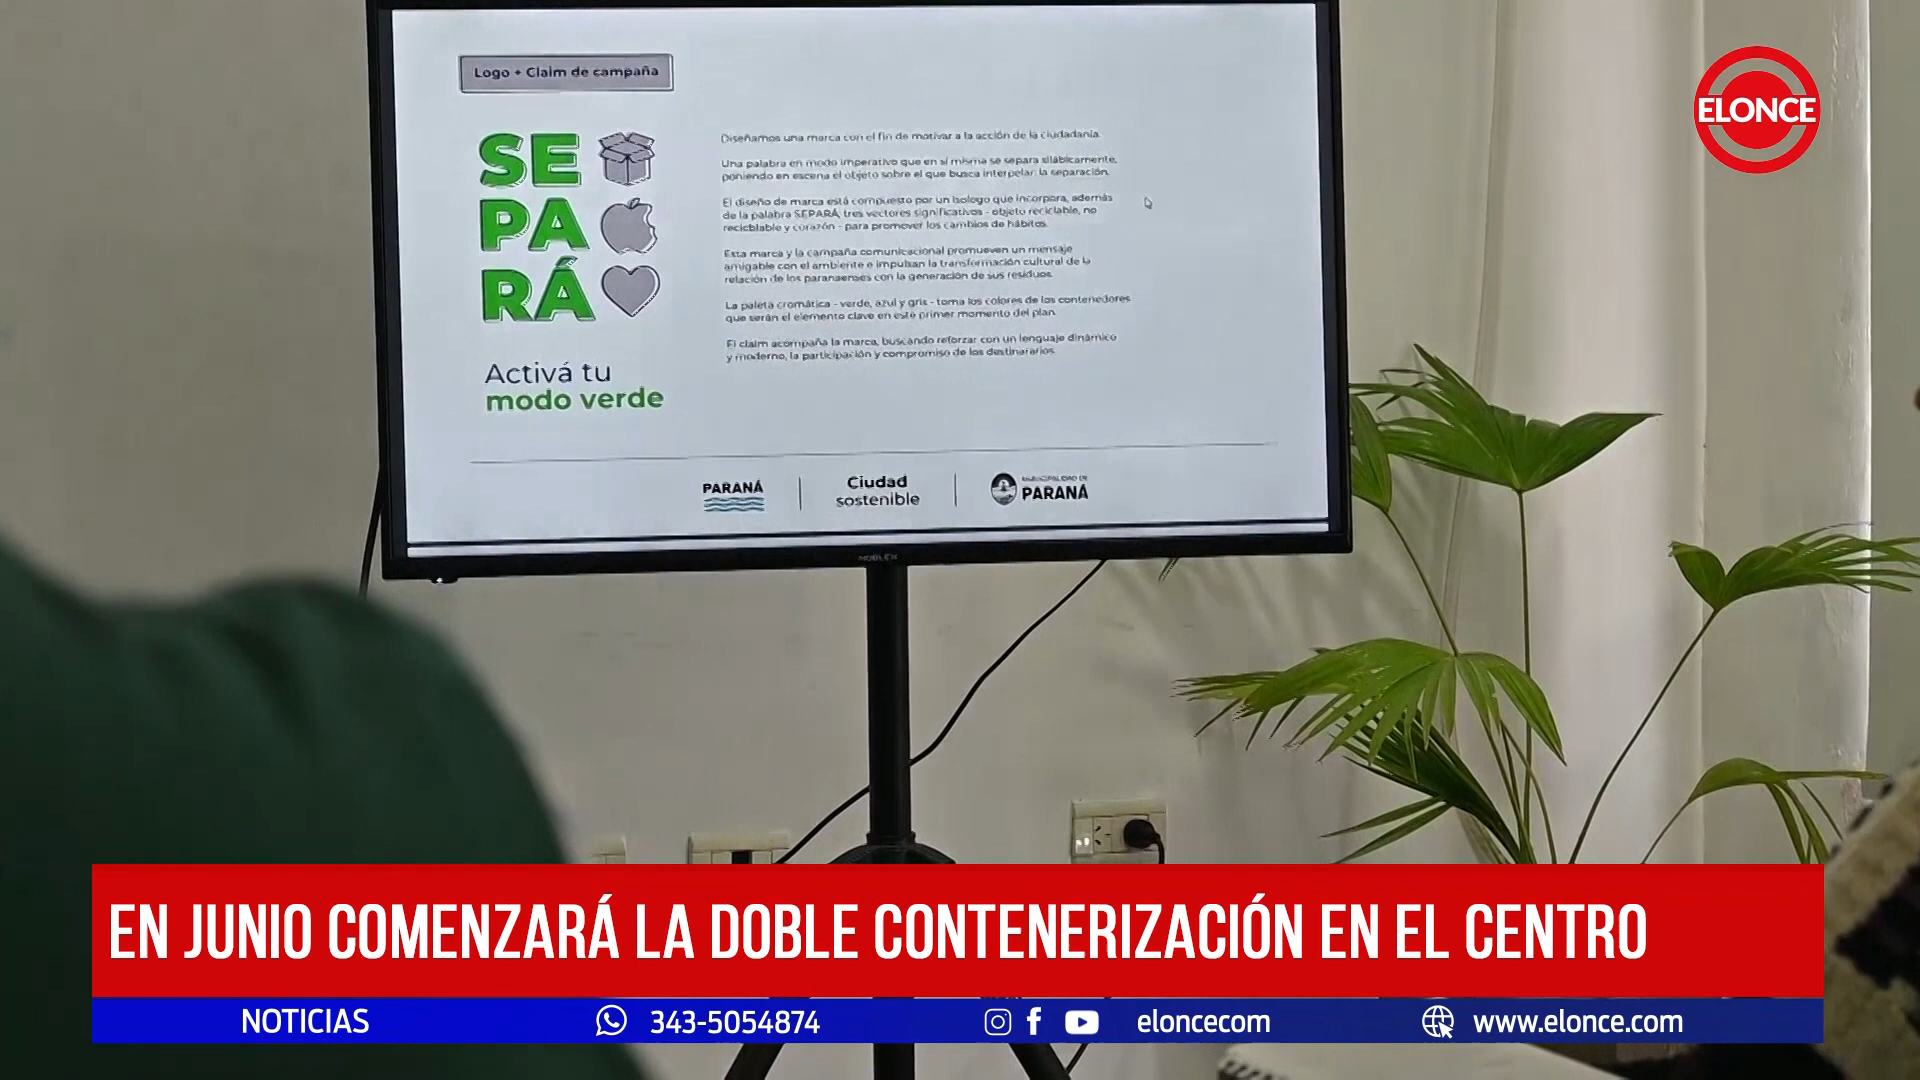 Logo + Claim de campaña
SE
PA
RÁ
Activá tu
modo verde
Diseñamos una marca con el fin de motivar a la acción de la ciudadanía.
Una palabra en modo imperativo que en sí misma se separa silábicamente,
poniendo en escena el objeto sobre el que busca interpelar: la separación.
El diseño de marca está compuesto por un isologo que incorpora, además
de la palabra SEPARÁ, tres vectores significativos - objeto reciclable, no
recicblable y corazón - para promover los cambios de hábitos.
Esta marca y la campaña comunicacional promueven un mensaje
amigable con el ambiente e impulsan la transformación cultural de la
relación de los paranaenses con la generación de sus residuos.
La paleta cromática - verde, azul y gris - toma los colores de los contenedores
que serán el elemento clave en este primer momento del plan.
El claim acompaña la marca, buscando reforzar con un lenguaje dinámico
y moderno, la participación y compromiso de los destinararios.
PARANÁ
Ciudad
sostenible
MUNICIPALIDAD DE
PARANÁ
NOBLEX
ELONCE
EN JUNIO COMENZARÁ LA DOBLE CONTENERIZACIÓN EN EL CENTRO
NOTICIAS
343-5054874
eloncecom
www.elonce.com